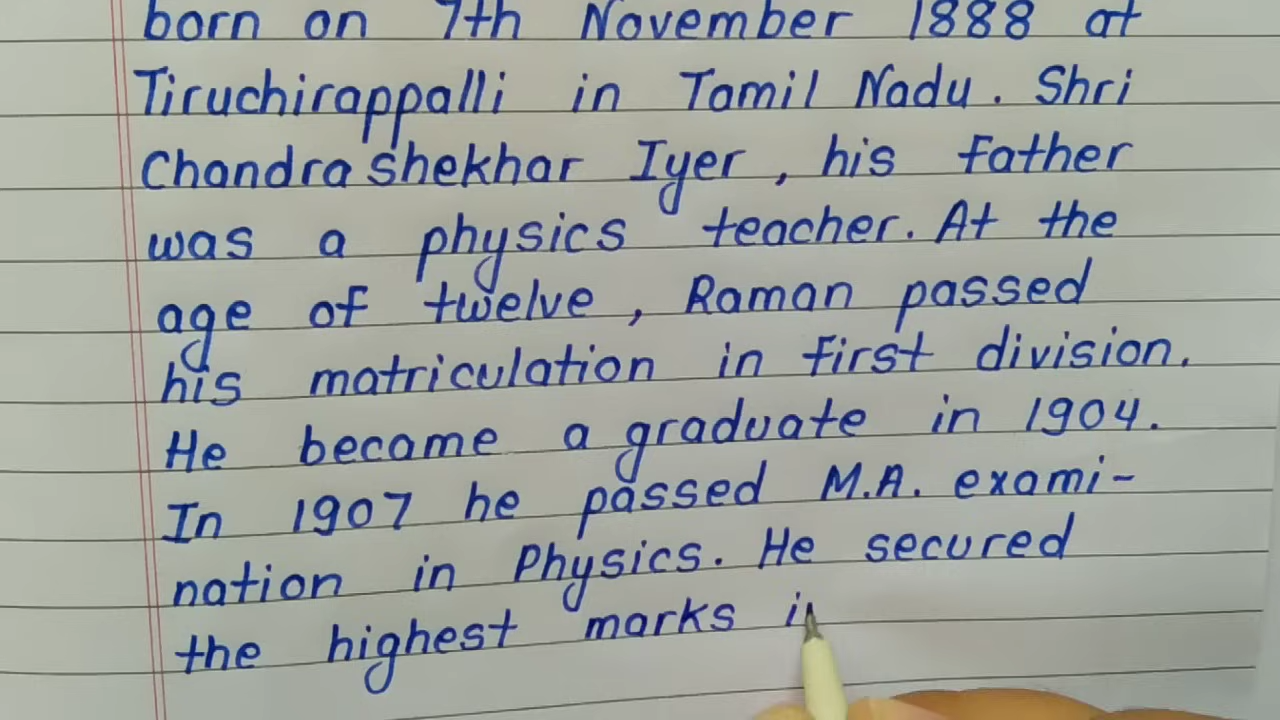 born on 7th November 1888 at
Tiruchirappalli in Tamil Nadu. Shri
Chandra Shekhar Iyer, his father
was a physics teacher. At the
age of twelve, Raman passed
his matriculation in first division.
He became a graduate in 1904.
In 1907 he passed M.A. exami-
nation in Physics. He secured
the highest marks i